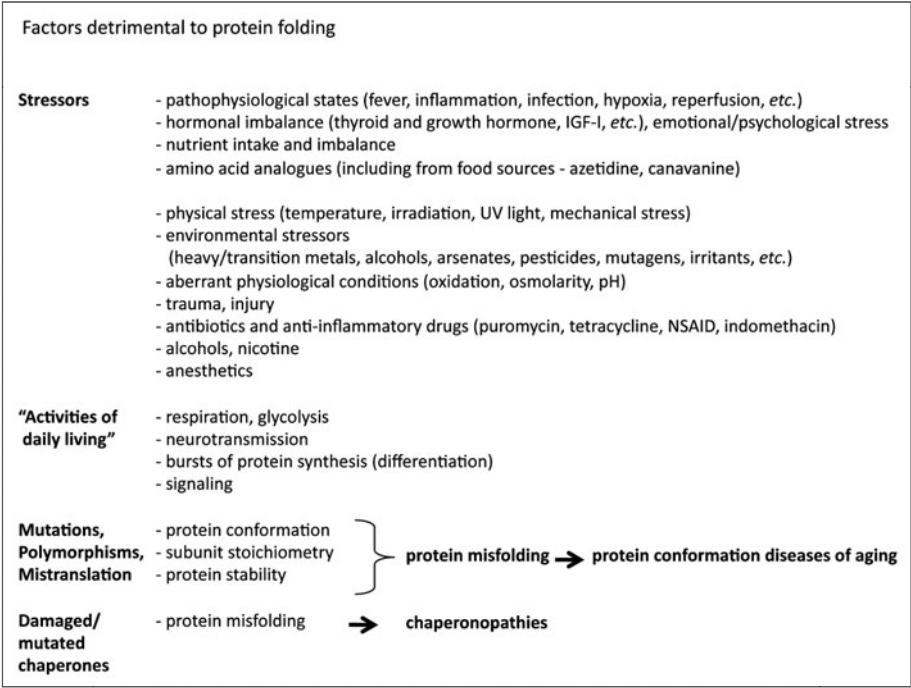 Factors detrimental to protein folding
Stressors - pathophysiological states (fever, inflammation, infection, hypoxia, reperfusion, etc.)
- hormonal imbalance (thyroid and growth hormone, IGF-I, etc.), emotional/psychological stress
- nutrient intake and imbalance
- amino acid analogues (including from food sources - azetidine, canavanine)
- physical stress (temperature, irradiation, UV light, mechanical stress)
- environmental stressors
(heavy/transition metals, alcohols, arsenates, pesticides, mutagens, irritants, etc.)
- aberrant physiological conditions (oxidation, osmolarity, pH)
- trauma, injury
- antibiotics and anti-inflammatory drugs (puromycin, tetracycline, NSAID, indomethacin)
- alcohols, nicotine
- anesthetics
“Activities of - respiration, glycolysis
daily living” - neurotransmission
- bursts of protein synthesis (differentiation)
- signaling
Mutations, - protein conformation
Polymorphisms, - subunit stoichiometry protein misfolding → protein conformation diseases of aging
Mistranslation - protein stability
Damaged/ - protein misfolding → chaperonopathies
mutated
chaperones